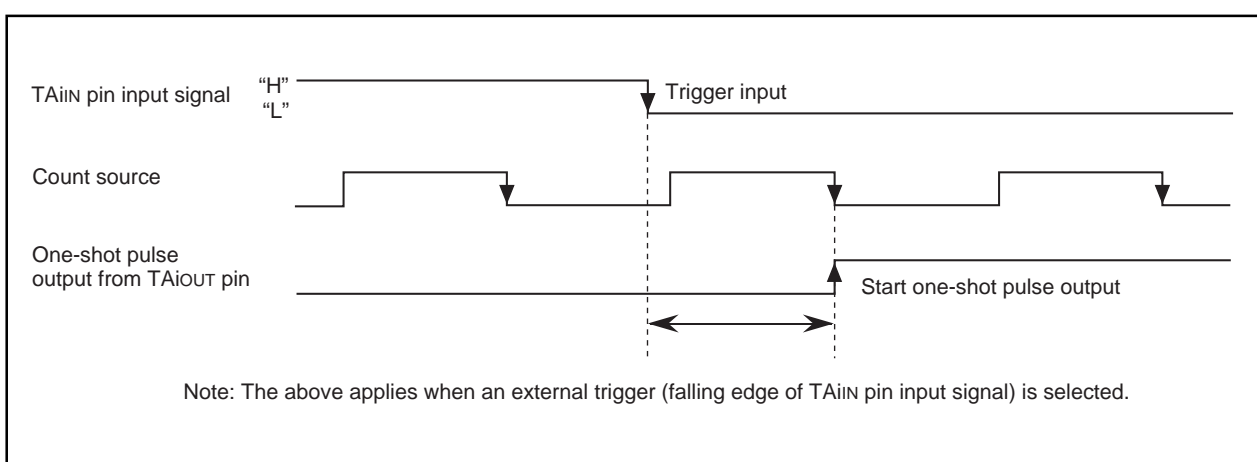 TAiIN pin input signal
“H”
“L”
Trigger input
Count source
One-shot pulse
output from TAiOUT pin
Start one-shot pulse output
Note: The above applies when an external trigger (falling edge of TAiIN pin input signal) is selected.